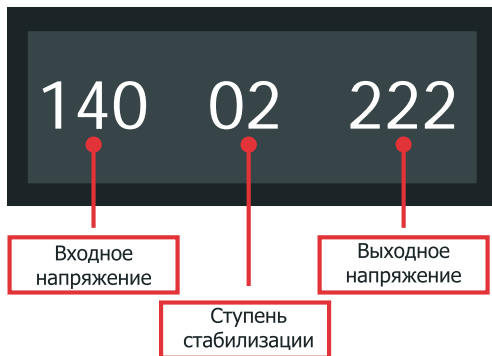 140 02 222
Входное
напряжение
Выходное
напряжение
Ступень
стабилизации